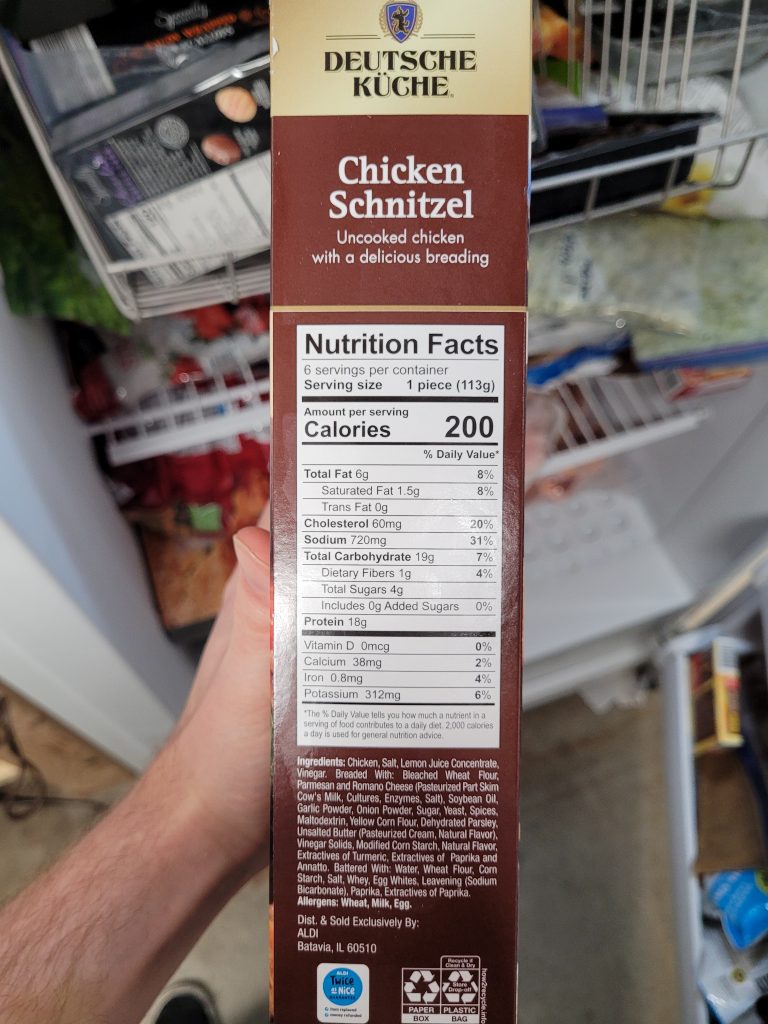 DEUTSCHE
KÜCHE®
Chicken
Schnitzel
Uncooked chicken
with a delicious breading
Nutrition Facts
6 servings per container
Serving size 1 piece (113g)
Amount per serving
Calories 200
% Daily Value*
Total Fat 6g 8%
Saturated Fat 1.5g 8%
Trans Fat 0g
Cholesterol 60mg 20%
Sodium 720mg 31%
Total Carbohydrate 19g 7%
Dietary Fibers 1g 4%
Total Sugars 4g
Includes 0g Added Sugars 0%
Protein 18g
Vitamin D 0mcg 0%
Calcium 38mg 2%
Iron 0.8mg 4%
Potassium 312mg 6%
*The % Daily Value tells you how much a nutrient in a
serving of food contributes to a daily diet. 2,000 calories
a day is used for general nutrition advice.
Ingredients: Chicken, Salt, Lemon Juice Concentrate,
Vinegar. Breaded With: Bleached Wheat Flour,
Parmesan and Romano Cheese (Pasteurized Part Skim
Cow's Milk, Cultures, Enzymes, Salt), Soybean Oil,
Garlic Powder, Onion Powder, Sugar, Yeast, Spices,
Maltodextrin, Yellow Corn Flour, Dehydrated Parsley,
Unsalted Butter (Pasteurized Cream, Natural Flavor),
Vinegar Solids, Modified Corn Starch, Natural Flavor,
Extractives of Turmeric, Extractives of Paprika and
Annatto. Battered With: Water, Wheat Flour, Corn
Starch, Salt, Whey, Egg Whites, Leavening (Sodium
Bicarbonate), Paprika, Extractives of Paprika.
Allergens: Wheat, Milk, Egg.
Dist. & Sold Exclusively By:
ALDI
Batavia, IL 60510
ALDI
Twice
as Nice
GUARANTEE
item replaced
money refunded
Recycle if
Clean & Dry
Store
Drop-off
PAPER PLASTIC
BOX BAG
how2recycle.info